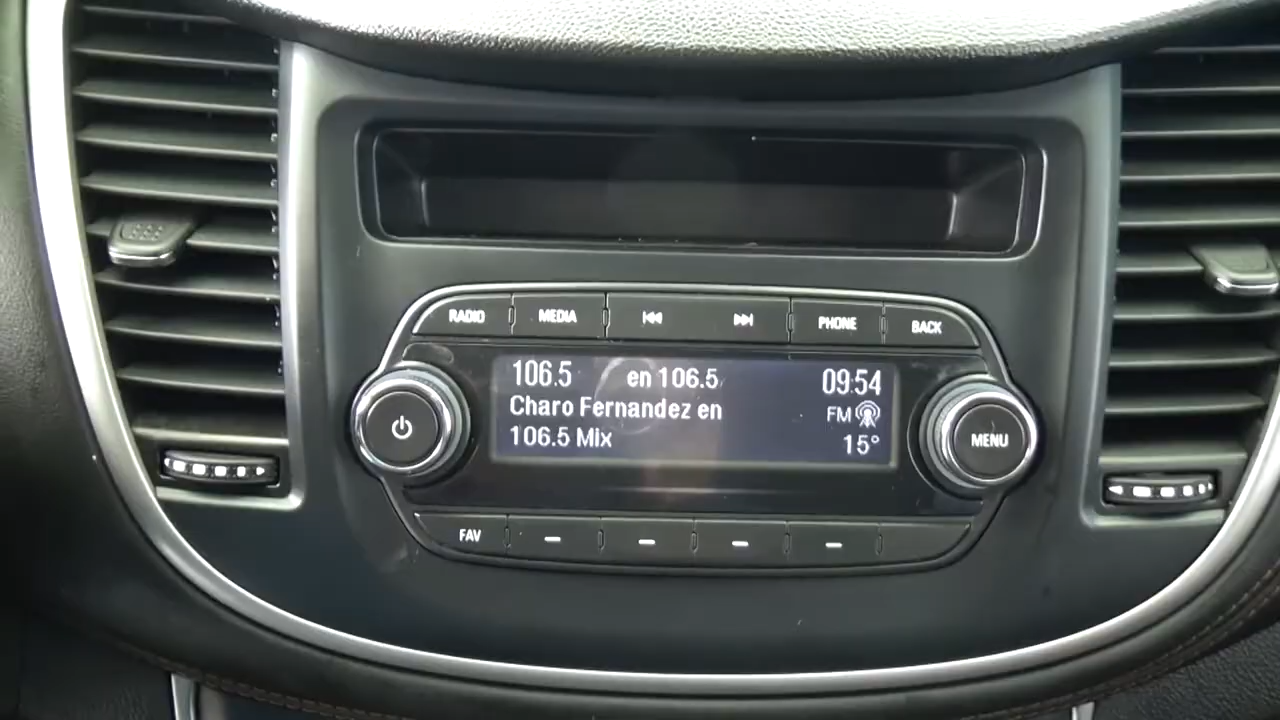 RADIO MEDIA PHONE BACK
106.5 en 106.5 09:54
Charo Fernandez en FM
106.5 Mix 15°
MENU
FAV